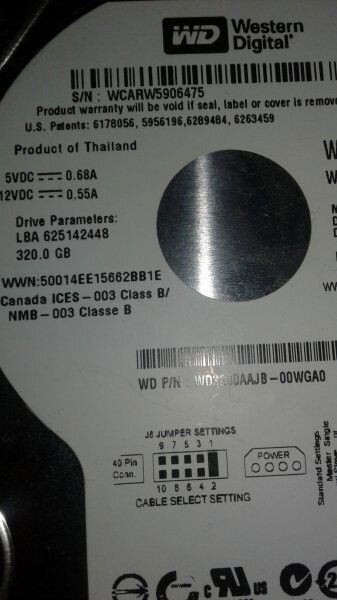 WD Western
Digital
S/N : WCARW5906475
Product warranty will be void if seal, label or cover is
U.S. Patents: 6178056, 5956196,6289484, 6263459
Product of Thailand
5VDC 0.68A
12VDC 0.55A
Drive Parameters:
LBA 625142448
320.0 GB
WWN:50014EE15662BB1E
Canada ICES-003 Class B/
NMB-003 Classe B
WD P/N :
J8 JUMPER SETTINGS
9 7 5 3 1
40 Pin
Conn.
10 8 6 4 2
POWER
CABLE SELECT SETTING
Standard Settings